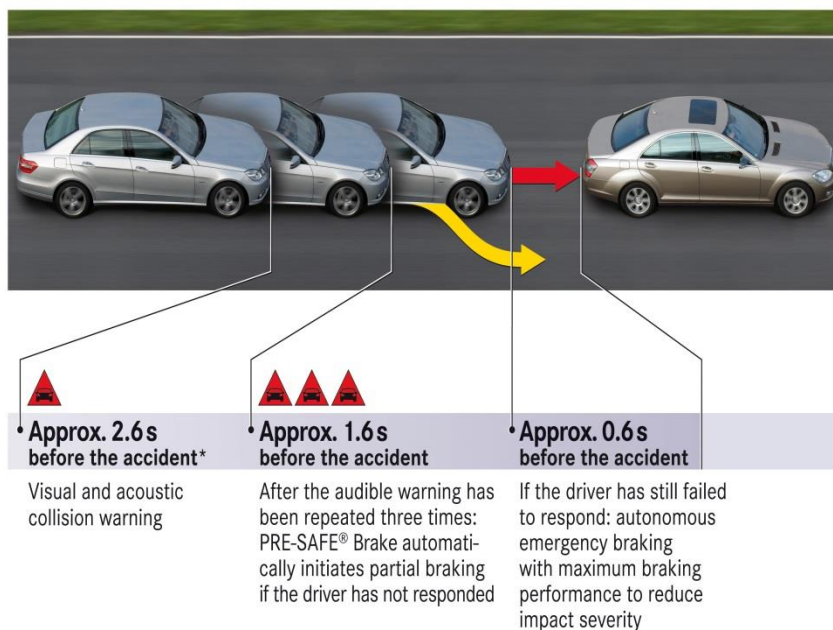 Approx. 2.6 s
before the accident*
Visual and acoustic
collision warning
Approx. 1.6 s
before the accident
After the audible warning has
been repeated three times:
PRE-SAFE® Brake automati-
cally initiates partial braking
if the driver has not responded
Approx. 0.6 s
before the accident
If the driver has still failed
to respond: autonomous
emergency braking
with maximum braking
performance to reduce
impact severity